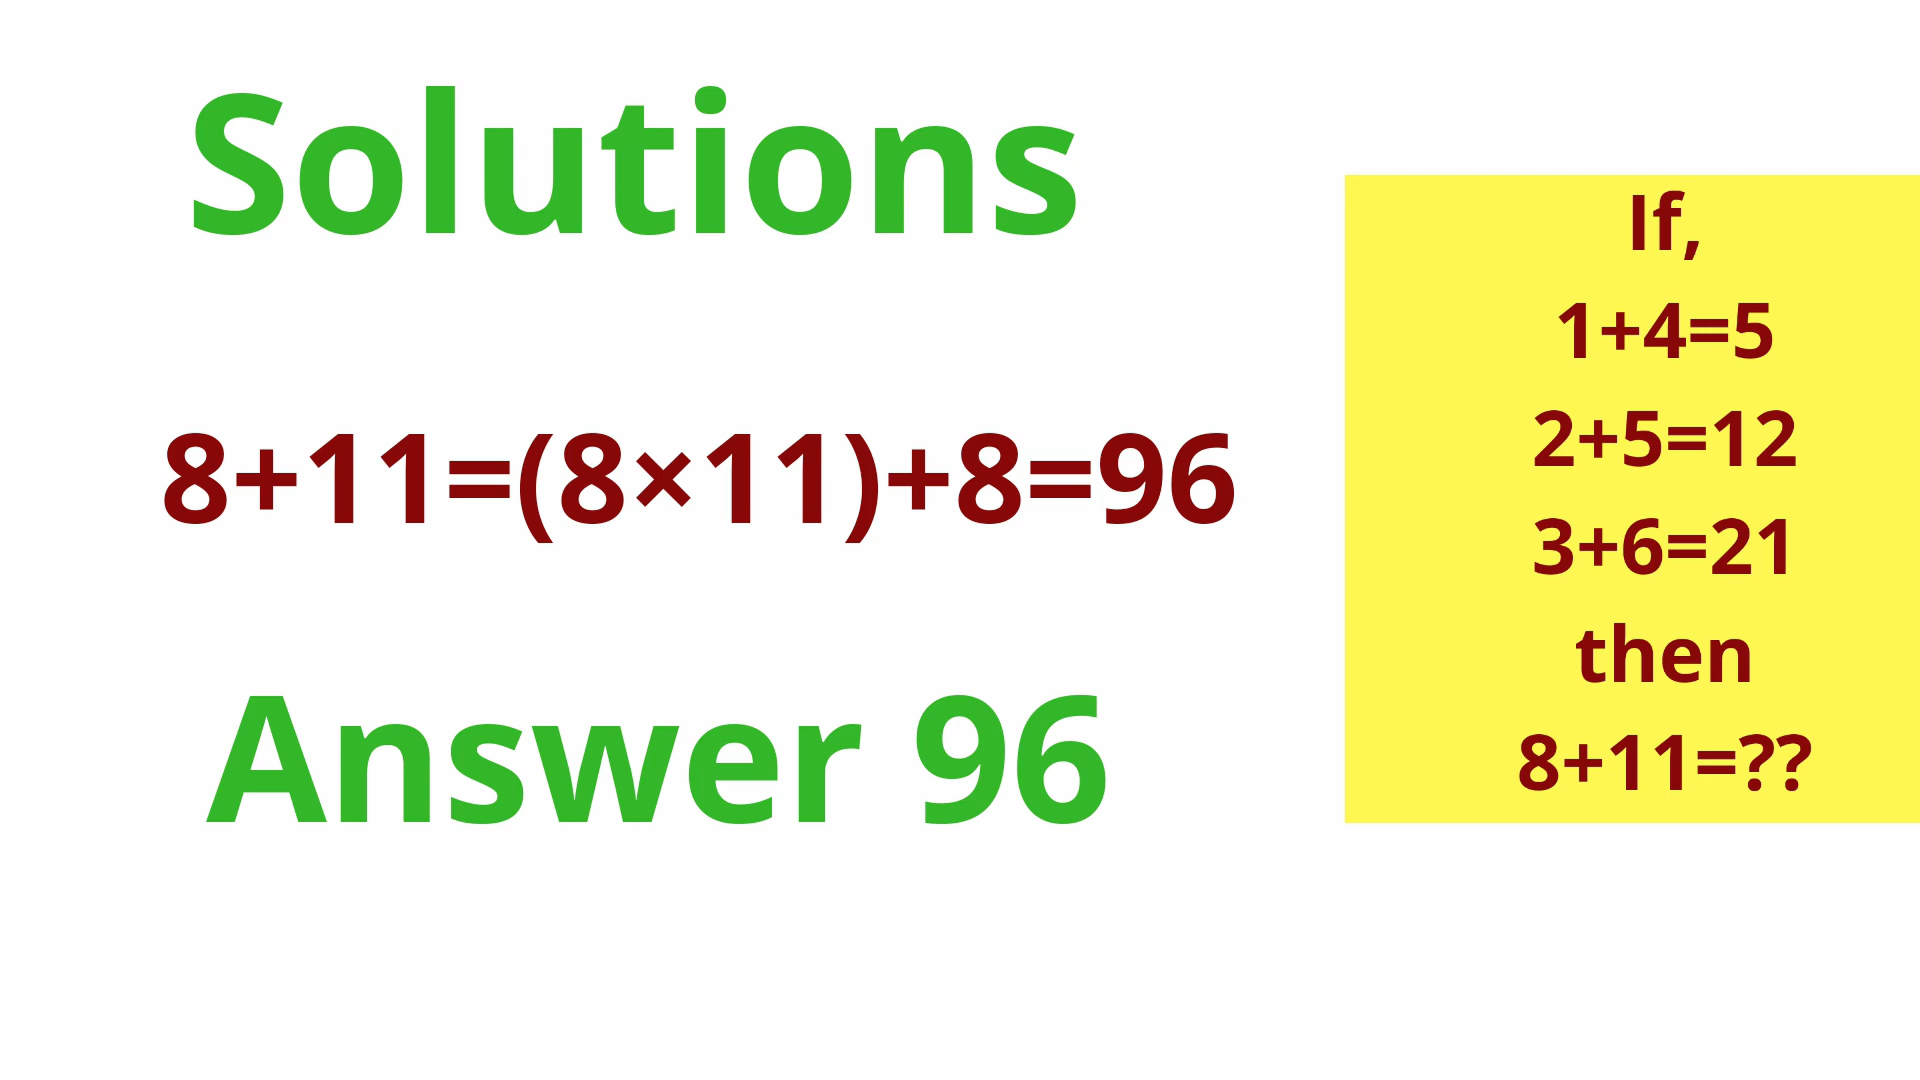 Solutions
8+11=(8×11)+8=96
Answer 96
If,
1+4=5
2+5=12
3+6=21
then
8+11=??